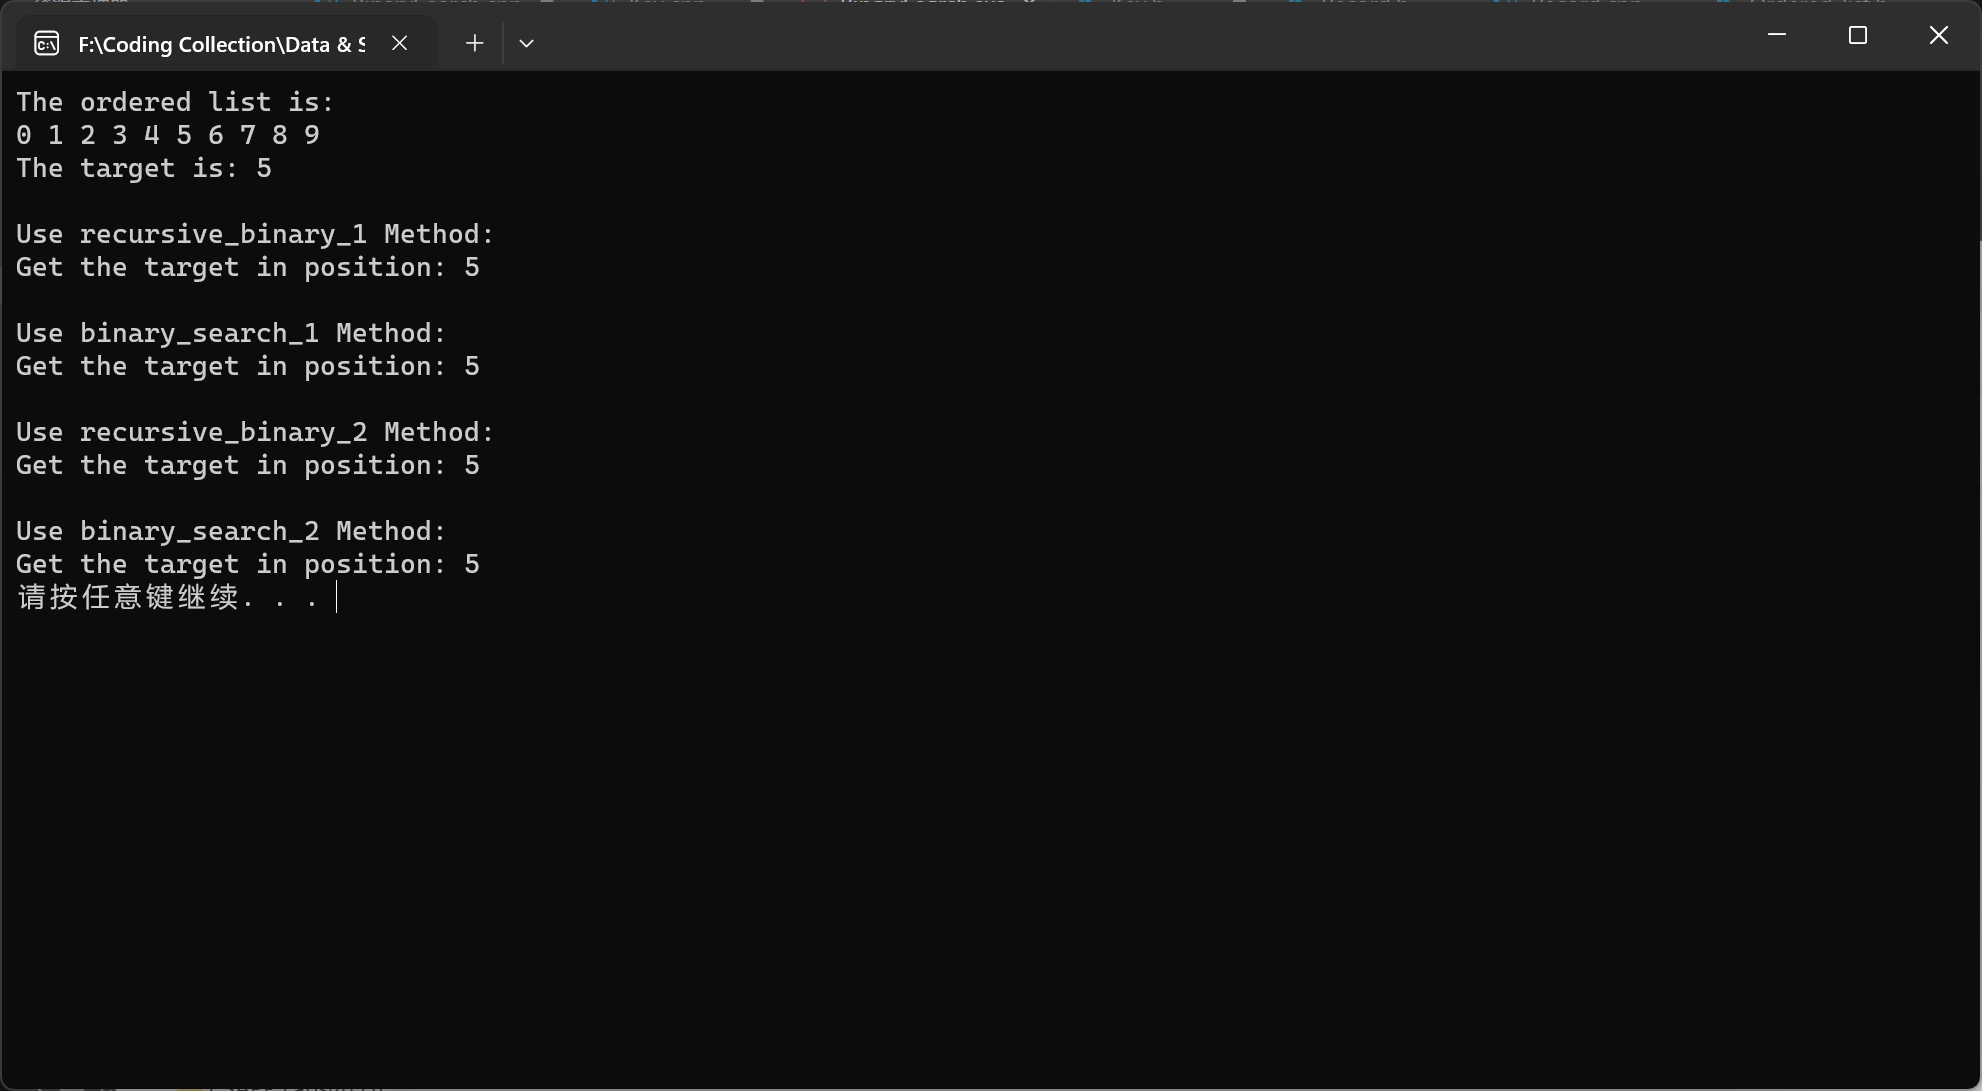 F:\Coding Collection\Data & S
The ordered list is:
0 1 2 3 4 5 6 7 8 9
The target is: 5
Use recursive_binary_1 Method:
Get the target in position: 5
Use binary_search_1 Method:
Get the target in position: 5
Use recursive_binary_2 Method:
Get the target in position: 5
Use binary_search_2 Method:
Get the target in position: 5
请按任意键继续. . .